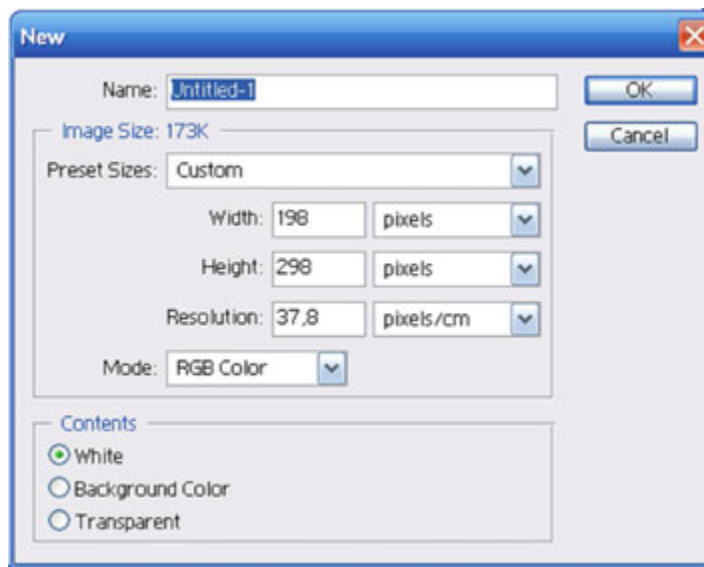 New
Name: Untitled-1
OK
Image Size: 173K
Cancel
Preset Sizes: Custom
Width: 198 pixels
Height: 298 pixels
Resolution: 37,8 pixels/cm
Mode: RGB Color
Contents
White
Background Color
Transparent